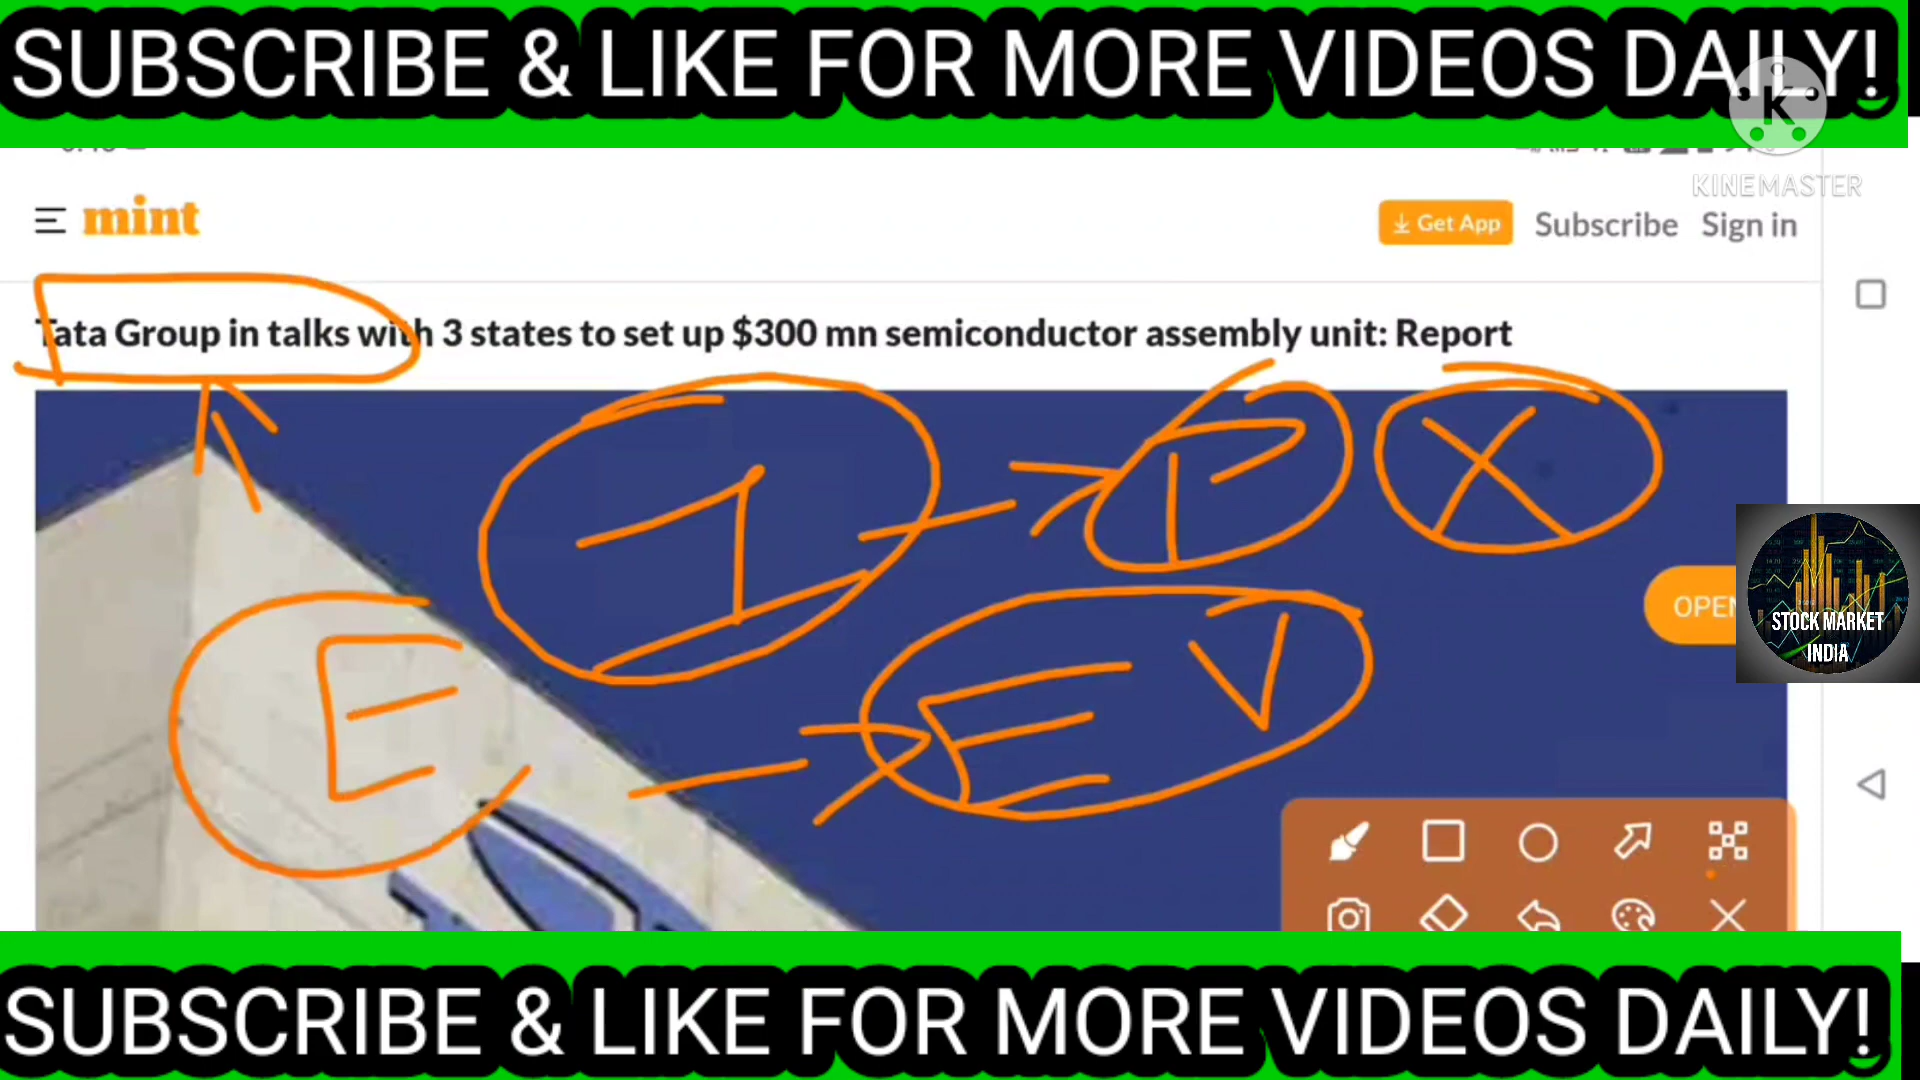 SUBSCRIBE & LIKE FOR MORE VIDEOS DAILY!
K
KINEMASTER
mint
Get App Subscribe Sign in
Tata Group in talks with 3 states to set up $300 mn semiconductor assembly unit: Report
1 P X
E E V
OPEN
STOCK MARKET
INDIA
SUBSCRIBE & LIKE FOR MORE VIDEOS DAILY!